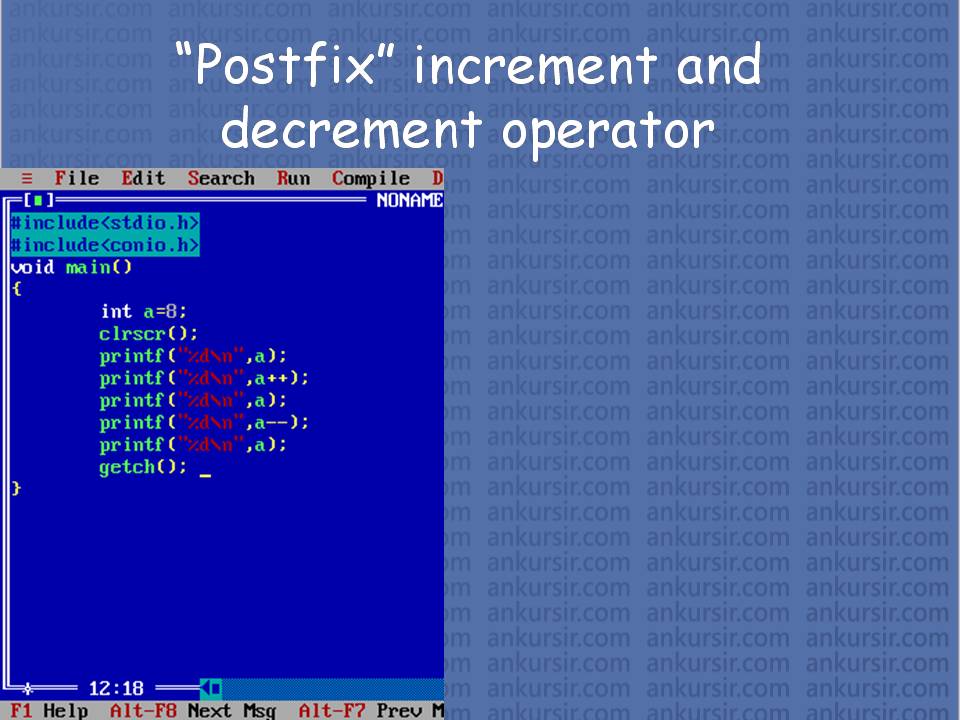 “Postfix” increment and
decrement operator
≡ File Edit Search Run Compile D
[■] NONAME
#include<stdio.h>
#include<conio.h>
void main()
{
int a=8;
clrscr();
printf("%d\n",a);
printf("%d\n",a++);
printf("%d\n",a);
printf("%d\n",a--);
printf("%d\n",a);
getch(); _
}
12:18
F1 Help Alt-F8 Next Msg Alt-F7 Prev M
ankursir.com